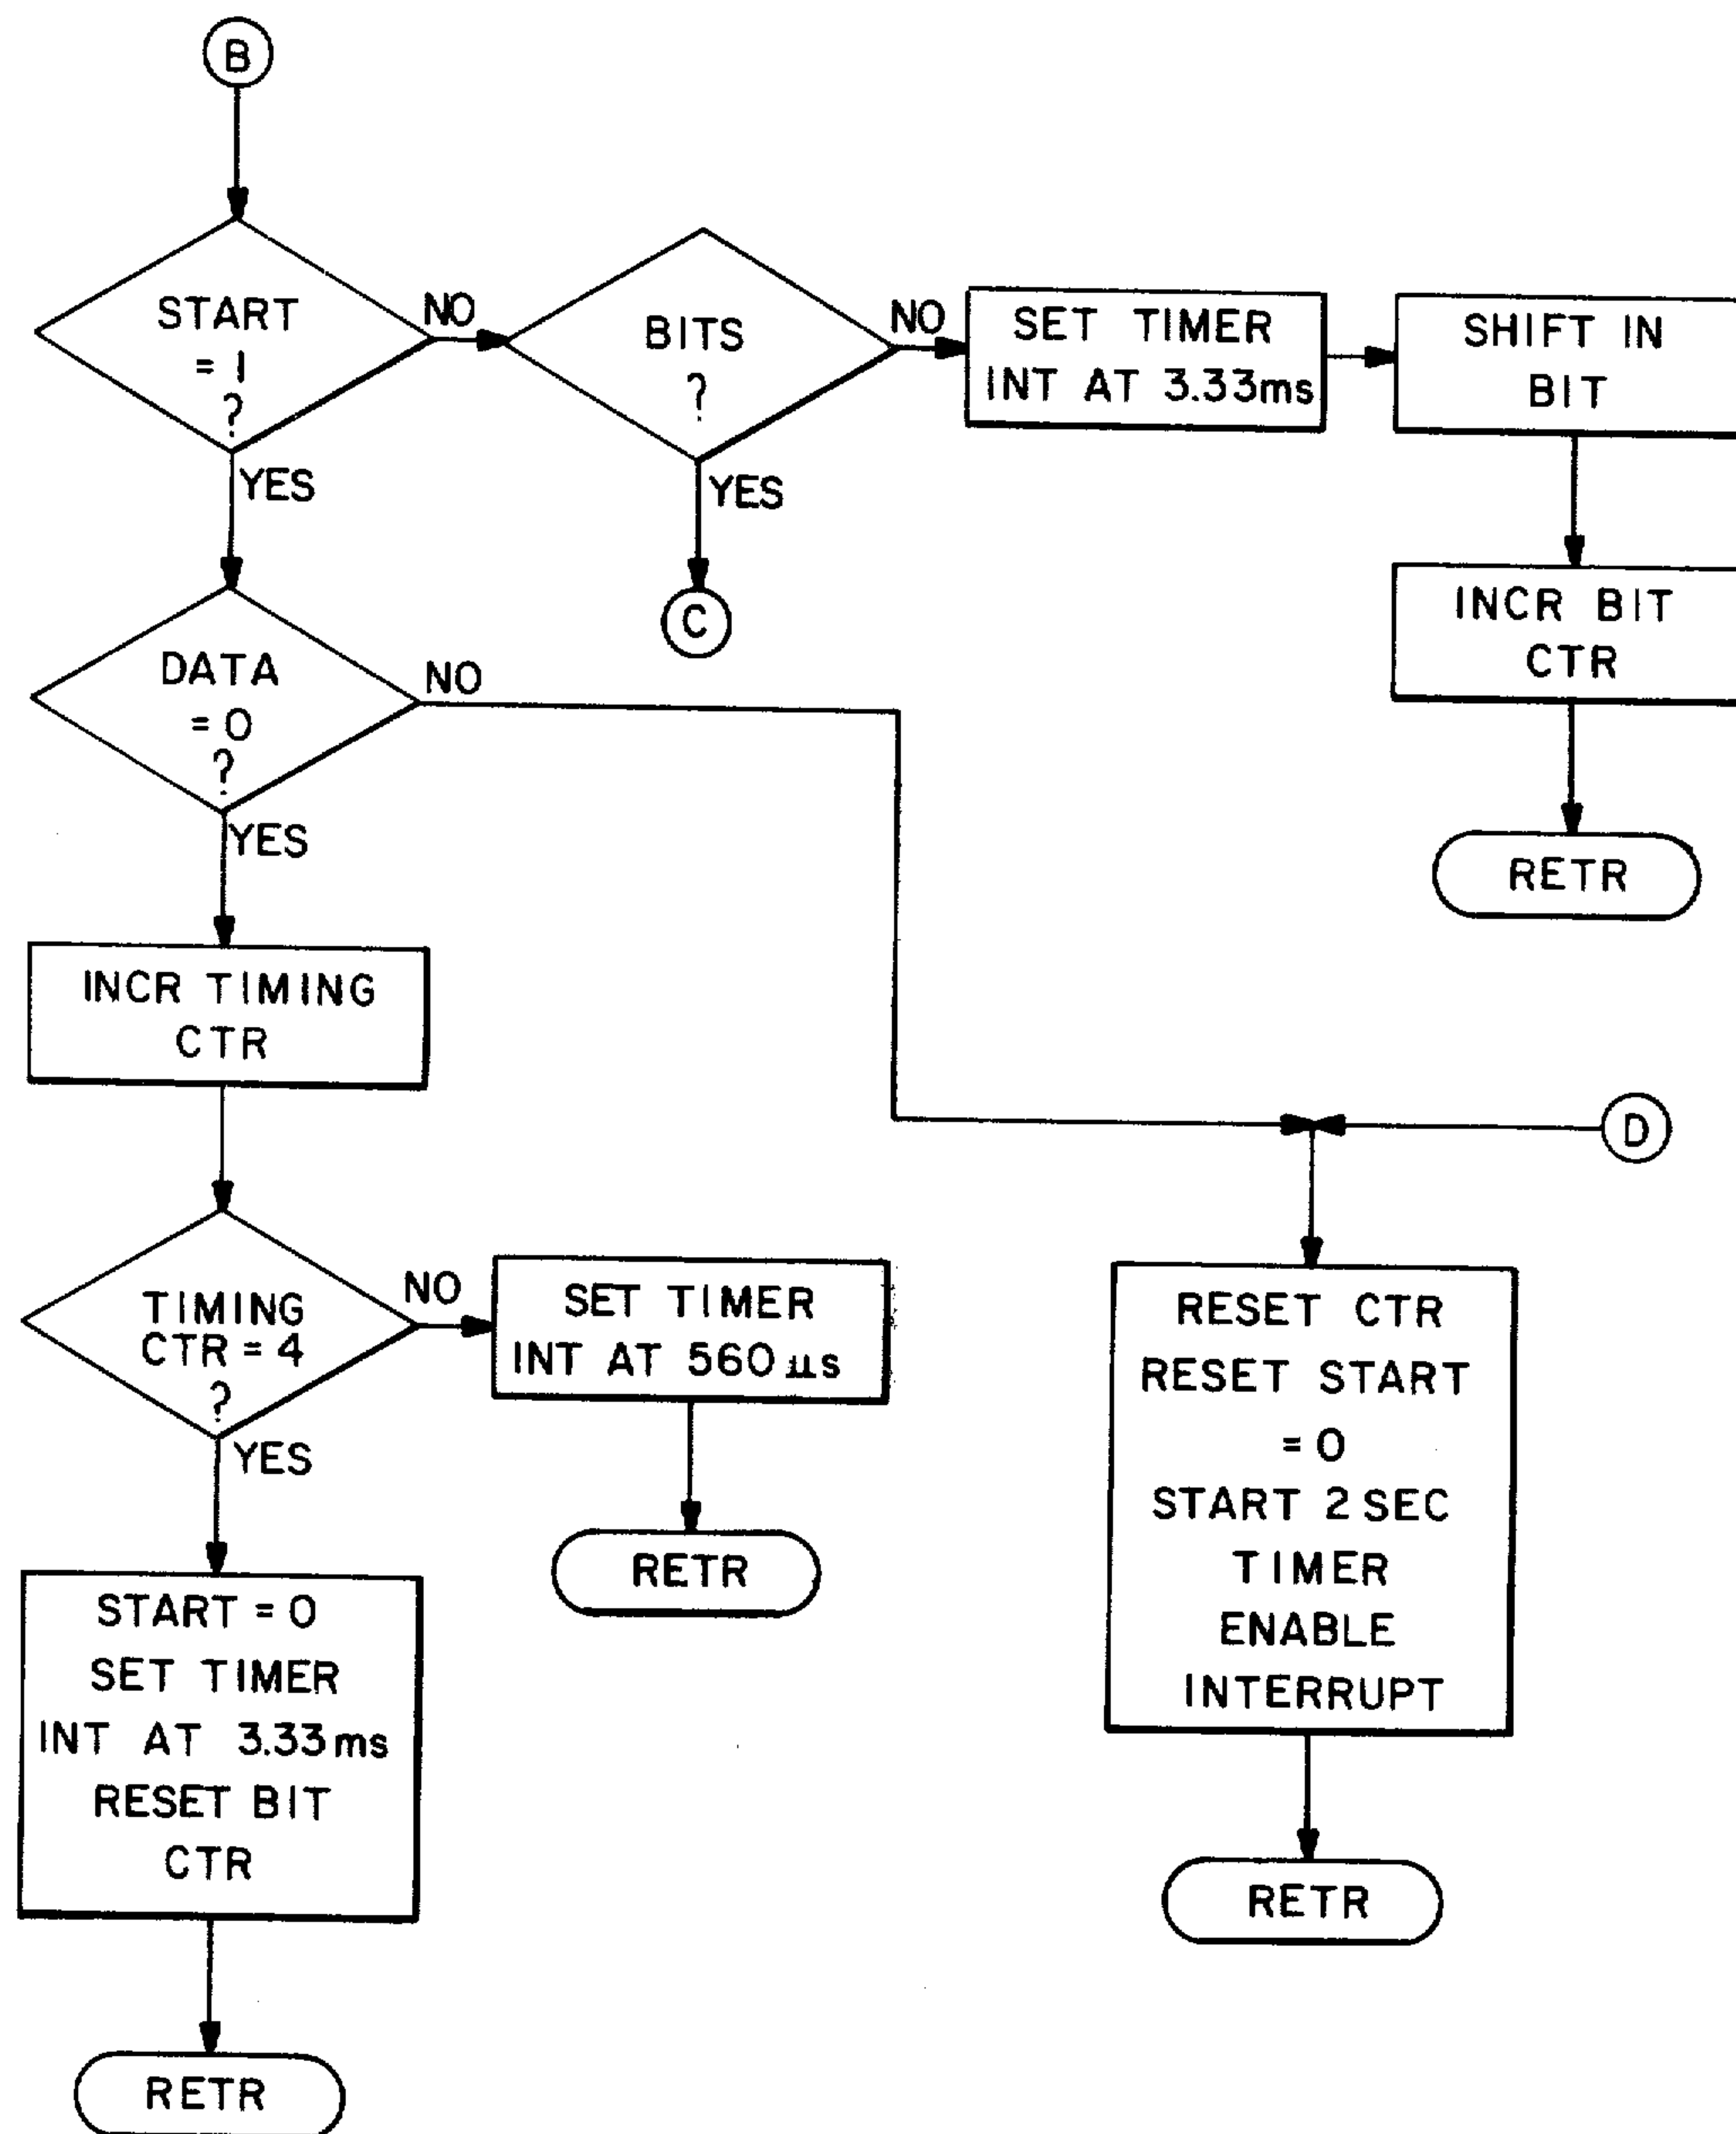 B
START
= 1
?
NO
YES
BITS
?
NO
YES
C
SET TIMER
INT AT 3.33ms
SHIFT IN
BIT
INCR BIT
CTR
RETR
DATA
= 0
?
NO
YES
INCR TIMING
CTR
TIMING
CTR = 4
?
NO
YES
SET TIMER
INT AT 560 µs
RETR
START = 0
SET TIMER
INT AT 3.33ms
RESET BIT
CTR
RETR
D
RESET CTR
RESET START
= 0
START 2 SEC
TIMER
ENABLE
INTERRUPT
RETR